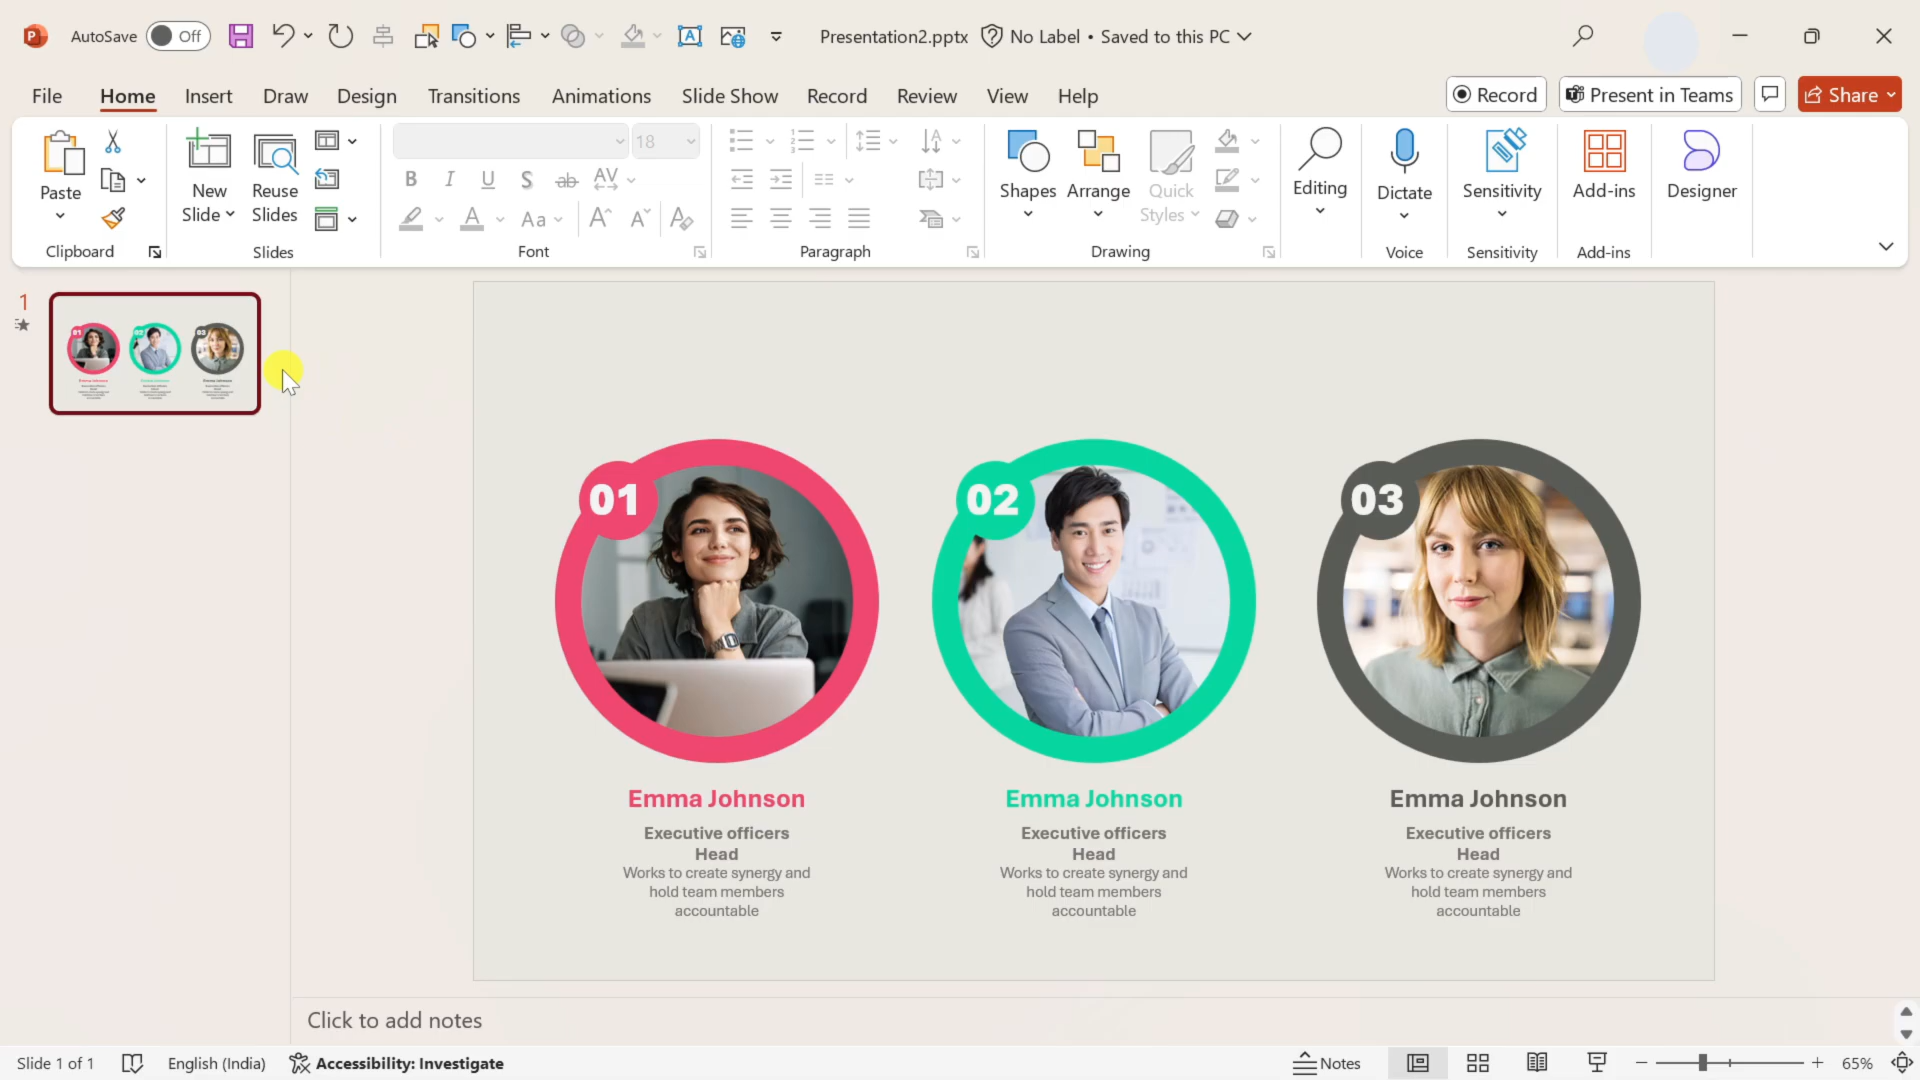 AutoSave Off Presentation2.pptx No Label • Saved to this PC
File Home Insert Draw Design Transitions Animations Slide Show Record Review View Help Record Present in Teams Share
Paste
New
Slide
Reuse
Slides
18
B I U S ab AV
A Aa A A A
Shapes
Arrange
Quick
Styles
Editing
Dictate
Sensitivity
Add-ins
Designer
Clipboard Slides Font Paragraph Drawing Voice Sensitivity Add-ins
1
01
02
03
Emma Johnson
Executive officers
Head
Works to create synergy and
hold team members
accountable
Emma Johnson
Executive officers
Head
Works to create synergy and
hold team members
accountable
Emma Johnson
Executive officers
Head
Works to create synergy and
hold team members
accountable
Click to add notes
Slide 1 of 1 English (India) Accessibility: Investigate Notes 65%